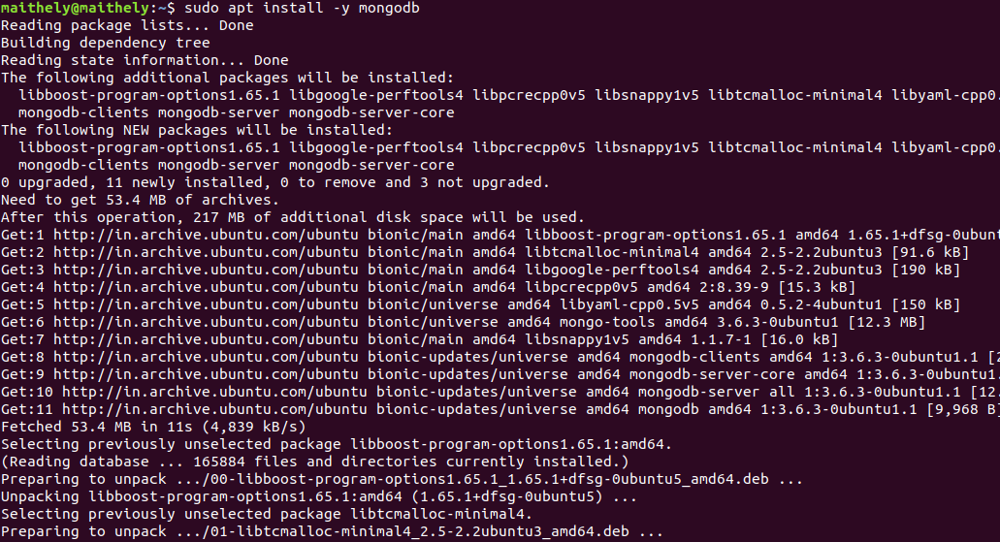 maithely@maithely:~$ sudo apt install -y mongodb
Reading package lists... Done
Building dependency tree
Reading state information... Done
The following additional packages will be installed:
  libboost-program-options1.65.1 libgoogle-perftools4 libpcrecpp0v5 libsnappy1v5 libtcmalloc-minimal4 libyaml-cpp0.
  mongodb-clients mongodb-server mongodb-server-core
The following NEW packages will be installed:
  libboost-program-options1.65.1 libgoogle-perftools4 libpcrecpp0v5 libsnappy1v5 libtcmalloc-minimal4 libyaml-cpp0.
  mongodb-clients mongodb-server mongodb-server-core
0 upgraded, 11 newly installed, 0 to remove and 3 not upgraded.
Need to get 53.4 MB of archives.
After this operation, 217 MB of additional disk space will be used.
Get:1 http://in.archive.ubuntu.com/ubuntu bionic/main amd64 libboost-program-options1.65.1 amd64 1.65.1+dfsg-0ubunt
Get:2 http://in.archive.ubuntu.com/ubuntu bionic/main amd64 libtcmalloc-minimal4 amd64 2.5-2.2ubuntu3 [91.6 kB]
Get:3 http://in.archive.ubuntu.com/ubuntu bionic/main amd64 libgoogle-perftools4 amd64 2.5-2.2ubuntu3 [190 kB]
Get:4 http://in.archive.ubuntu.com/ubuntu bionic/main amd64 libpcrecpp0v5 amd64 2:8.39-9 [15.3 kB]
Get:5 http://in.archive.ubuntu.com/ubuntu bionic/universe amd64 libyaml-cpp0.5v5 amd64 0.5.2-4ubuntu1 [150 kB]
Get:6 http://in.archive.ubuntu.com/ubuntu bionic/universe amd64 mongo-tools amd64 3.6.3-0ubuntu1 [12.3 MB]
Get:7 http://in.archive.ubuntu.com/ubuntu bionic/main amd64 libsnappy1v5 amd64 1.1.7-1 [16.0 kB]
Get:8 http://in.archive.ubuntu.com/ubuntu bionic-updates/universe amd64 mongodb-clients amd64 1:3.6.3-0ubuntu1.1 [2
Get:9 http://in.archive.ubuntu.com/ubuntu bionic-updates/universe amd64 mongodb-server-core amd64 1:3.6.3-0ubuntu1.
Get:10 http://in.archive.ubuntu.com/ubuntu bionic-updates/universe amd64 mongodb-server all 1:3.6.3-0ubuntu1.1 [12.
Get:11 http://in.archive.ubuntu.com/ubuntu bionic-updates/universe amd64 mongodb amd64 1:3.6.3-0ubuntu1.1 [9,968 B]
Fetched 53.4 MB in 11s (4,839 kB/s)
Selecting previously unselected package libboost-program-options1.65.1:amd64.
(Reading database ... 165884 files and directories currently installed.)
Preparing to unpack .../00-libboost-program-options1.65.1_1.65.1+dfsg-0ubuntu5_amd64.deb ...
Unpacking libboost-program-options1.65.1:amd64 (1.65.1+dfsg-0ubuntu5) ...
Selecting previously unselected package libtcmalloc-minimal4.
Preparing to unpack .../01-libtcmalloc-minimal4_2.5-2.2ubuntu3_amd64.deb ...